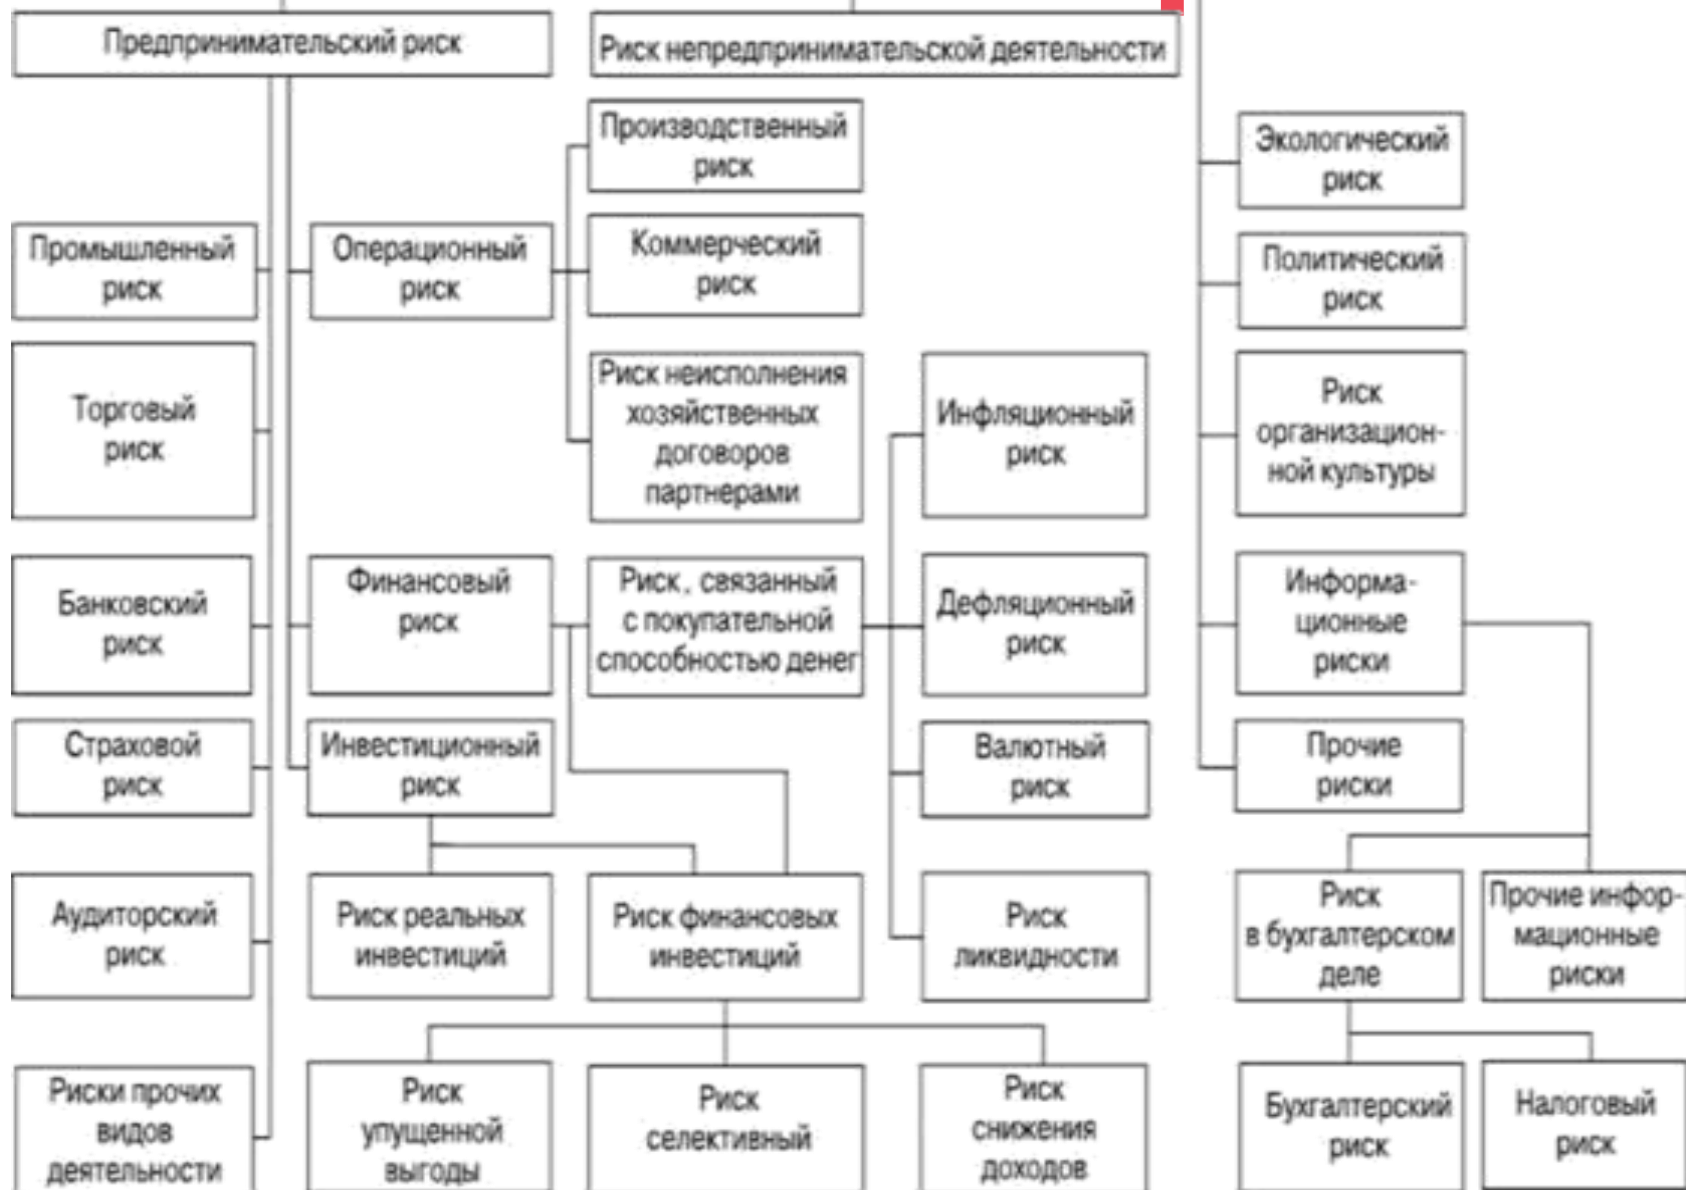 Предпринимательский риск
Риск непредпринимательской деятельности
Производственный
риск
Экологический
риск
Промышленный
риск
Операционный
риск
Коммерческий
риск
Политический
риск
Торговый
риск
Риск неисполнения
хозяйственных
договоров
партнерами
Инфляционный
риск
Риск
организацион-
ной культуры
Банковский
риск
Финансовый
риск
Риск, связанный
с покупательной
способностью денег
Дефляционный
риск
Информа-
ционные
риски
Страховой
риск
Инвестиционный
риск
Валютный
риск
Прочие
риски
Аудиторский
риск
Риск реальных
инвестиций
Риск финансовых
инвестиций
Риск
ликвидности
Риск
в бухгалтерском
деле
Прочие инфор-
мационные
риски
Риски прочих
видов
деятельности
Риск
упущенной
выгоды
Риск
селективный
Риск
снижения
доходов
Бухгалтерский
риск
Налоговый
риск